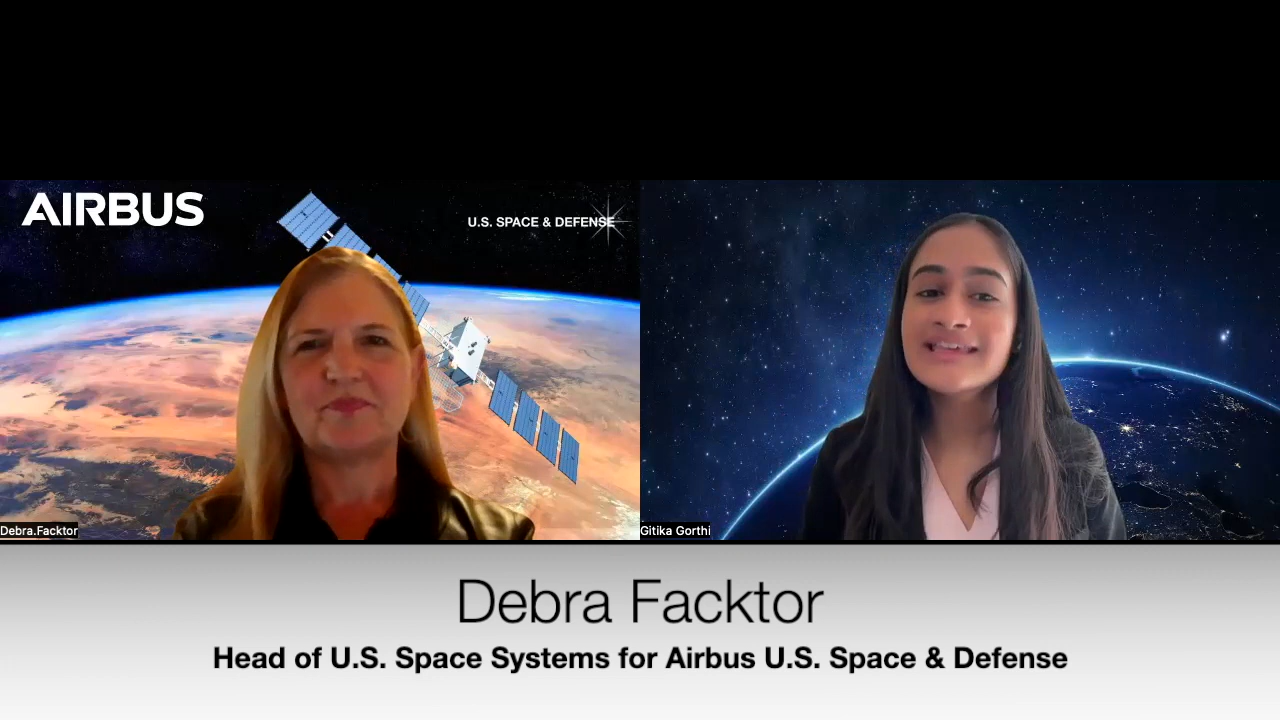 AIRBUS
U.S. SPACE & DEFENSE
Debra.Facktor
Gitika Gorthi
Debra Facktor
Head of U.S. Space Systems for Airbus U.S. Space & Defense